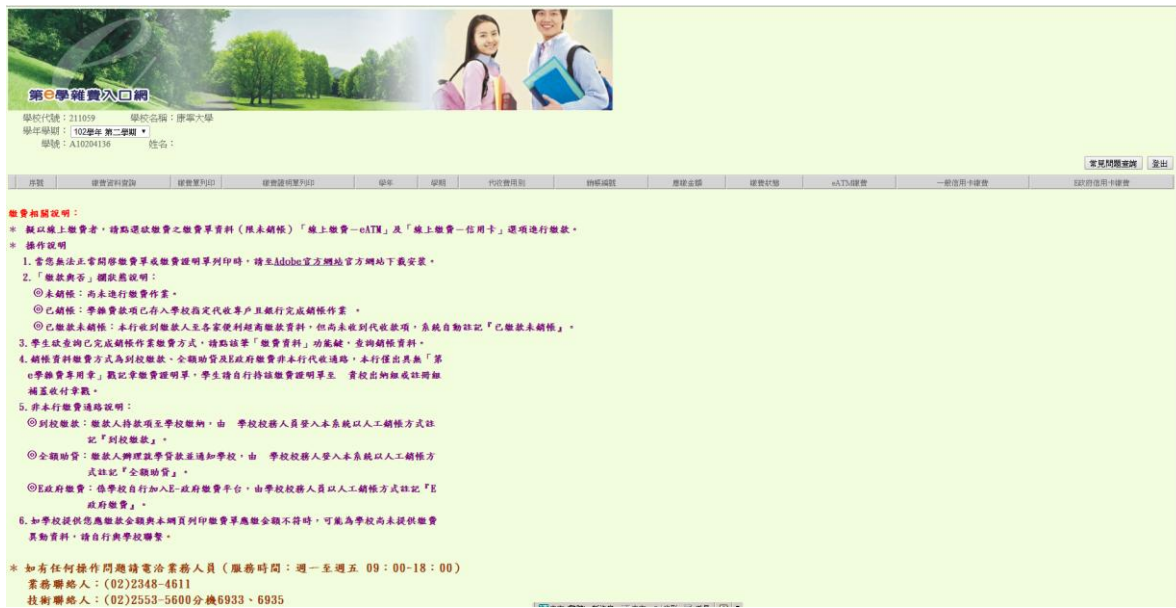 第e學雜費入口網
學校代號：211059 學校名稱：康寧大學
學年學期：102學年 第二學期
學號：A10204136 姓名：
常見問題查詢 登出
序號 繳費資料查詢 繳費單列印 繳費證明單列印 學年 學期 代收費用別 銷帳編號 應繳金額 繳費狀態 eATM繳費 一般信用卡繳費 E政府信用卡繳費
繳費相關說明：
* 擬以線上繳費者，請點選欲繳費之繳費單資料（限未銷帳）「線上繳費－eATM」及「線上繳費－信用卡」選項進行繳款。
* 操作說明
1. 當您無法正常開啓繳費單或繳費證明單列印時，請至Adobe官方網站官方網站下載安裝。
2. 「繳款與否」欄狀態說明：
◎未銷帳：尚未進行繳費作業。
◎已銷帳：學雜費款項已存入學校指定代收專戶且銀行完成銷帳作業 。
◎已繳款未銷帳：本行收到繳款人至各家便利超商繳款資料，但尚未收到代收款項，系統自動註記『已繳款未銷帳』。
3. 學生欲查詢已完成銷帳作業繳費方式，請點該筆「繳費資料」功能鍵，查詢銷帳資料。
4. 銷帳資料繳費方式為到校繳款、全額助貸及E政府繳費非本行代收通路，本行僅出具無「第
e學雜費專用章」戳記章繳費證明單，學生請自行持該繳費證明單至 貴校出納組或註冊組
補蓋收付章戳。
5. 非本行繳費通路說明：
◎到校繳款：繳款人持款項至學校繳納，由 學校校務人員登入本系統以人工銷帳方式註
記『到校繳款』。
◎全額助貸：繳款人辦理就學貸款並通知學校，由 學校校務人登入本系統以人工銷帳方
式註記『全額助貸』。
◎E政府繳費：係學校自行加入E-政府繳費平台，由學校校務人員以人工銷帳方式註記『E
政府繳費』。
6. 如學校提供您應繳款金額與本網頁列印繳費單應繳金額不符時，可能為學校尚未提供繳費
異動資料，請自行與學校聯繫。
* 如有任何操作問題請電洽業務人員（服務時間：週一至週五 09：00-18：00）
業務聯絡人：(02)2348-4611
技術聯絡人：(02)2553-5600分機6933、6935